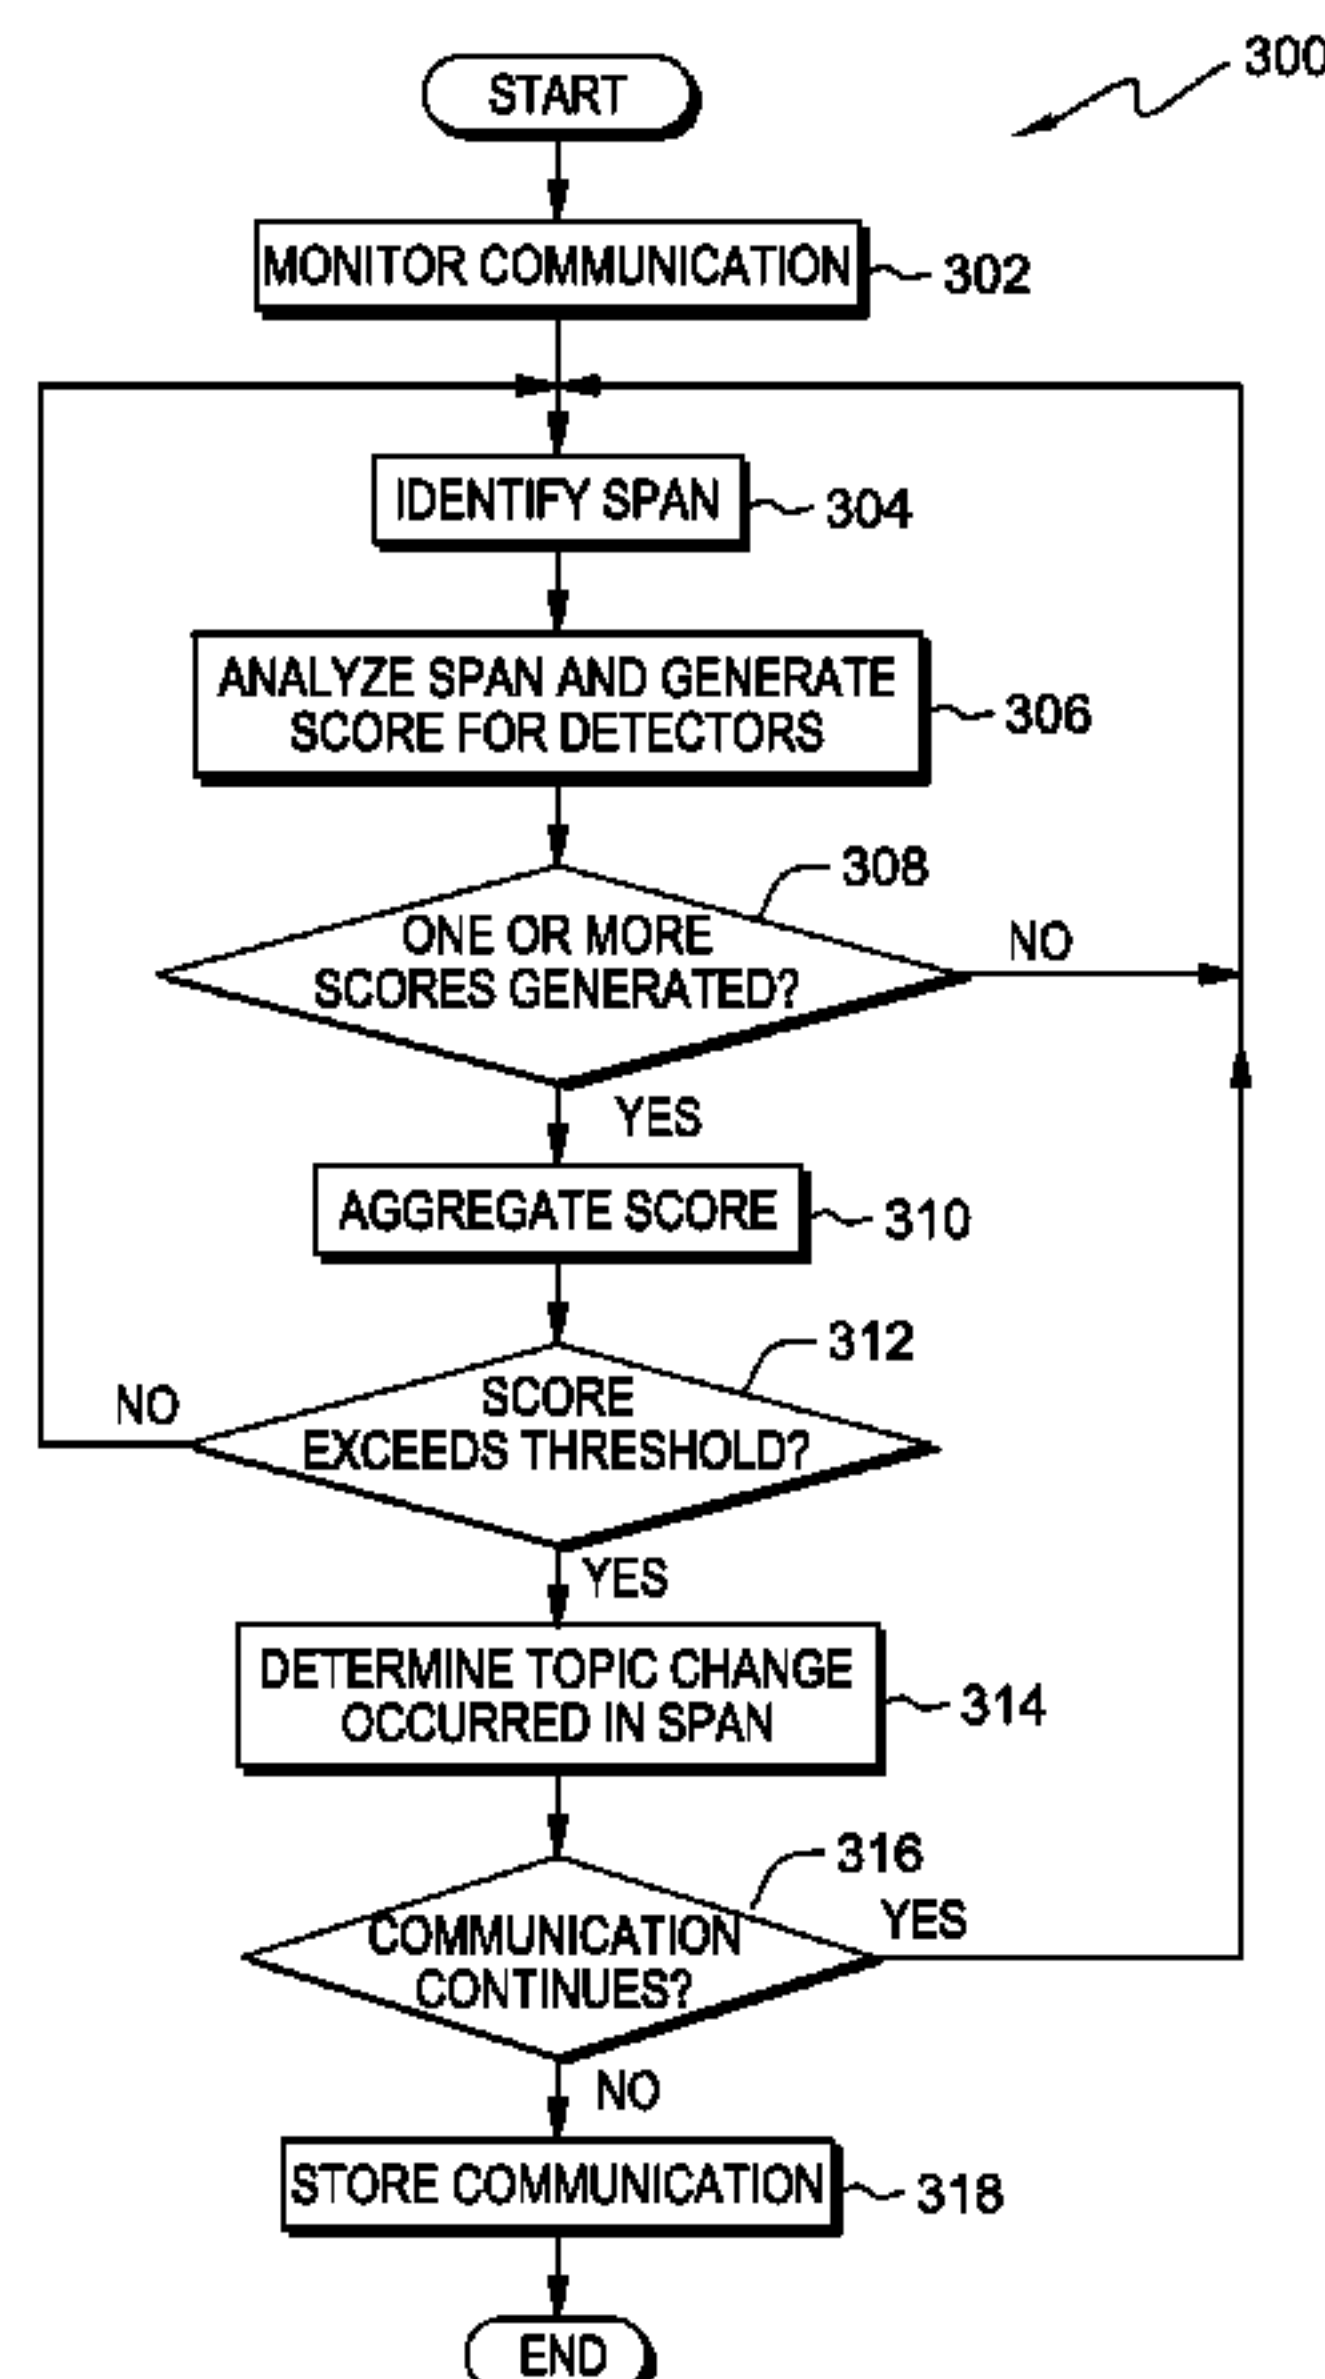 300
START
MONITOR COMMUNICATION
302
IDENTIFY SPAN
304
ANALYZE SPAN AND GENERATE
SCORE FOR DETECTORS
306
308
ONE OR MORE
SCORES GENERATED?
NO
YES
AGGREGATE SCORE
310
312
SCORE
EXCEEDS THRESHOLD?
NO
YES
DETERMINE TOPIC CHANGE
OCCURRED IN SPAN
314
316
COMMUNICATION
CONTINUES?
YES
NO
STORE COMMUNICATION
318
END